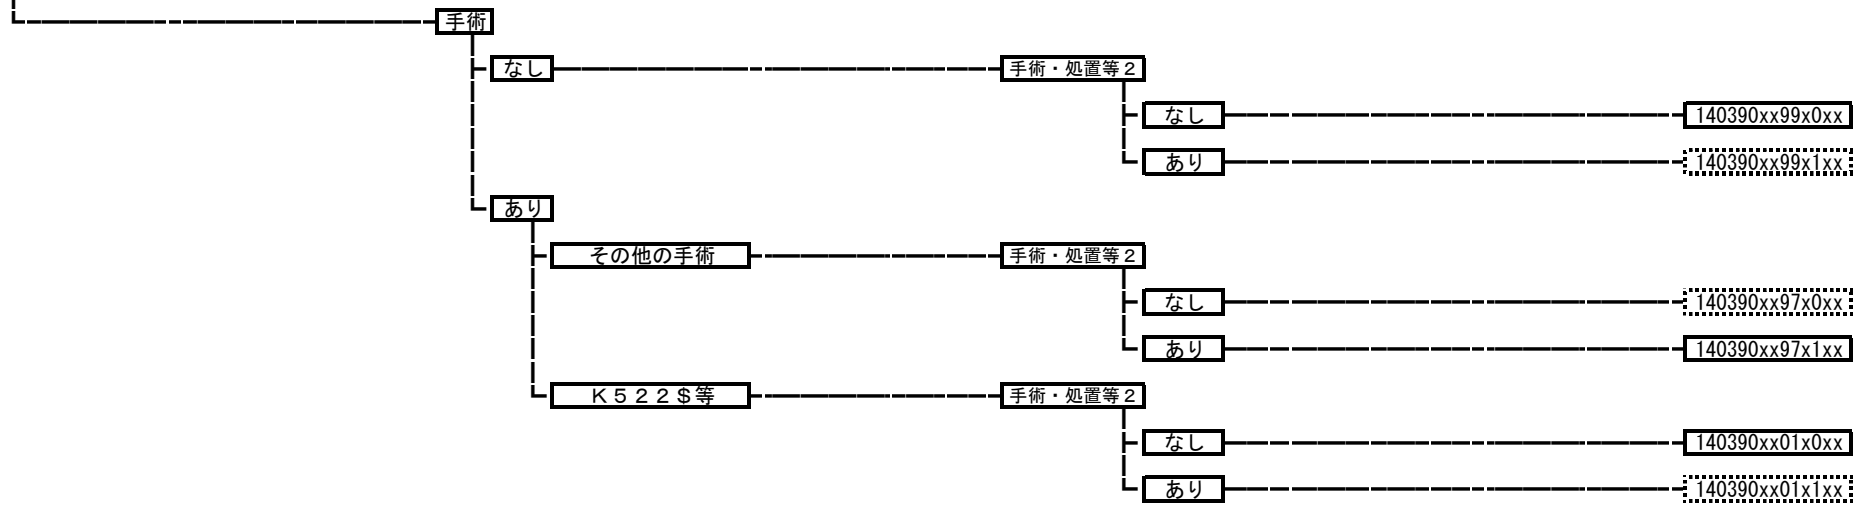 手術
なし 手術・処置等2
なし 140390xx99x0xx
あり 140390xx99x1xx
あり
その他の手術 手術・処置等2
なし 140390xx97x0xx
あり 140390xx97x1xx
K522$等 手術・処置等2
なし 140390xx01x0xx
あり 140390xx01x1xx